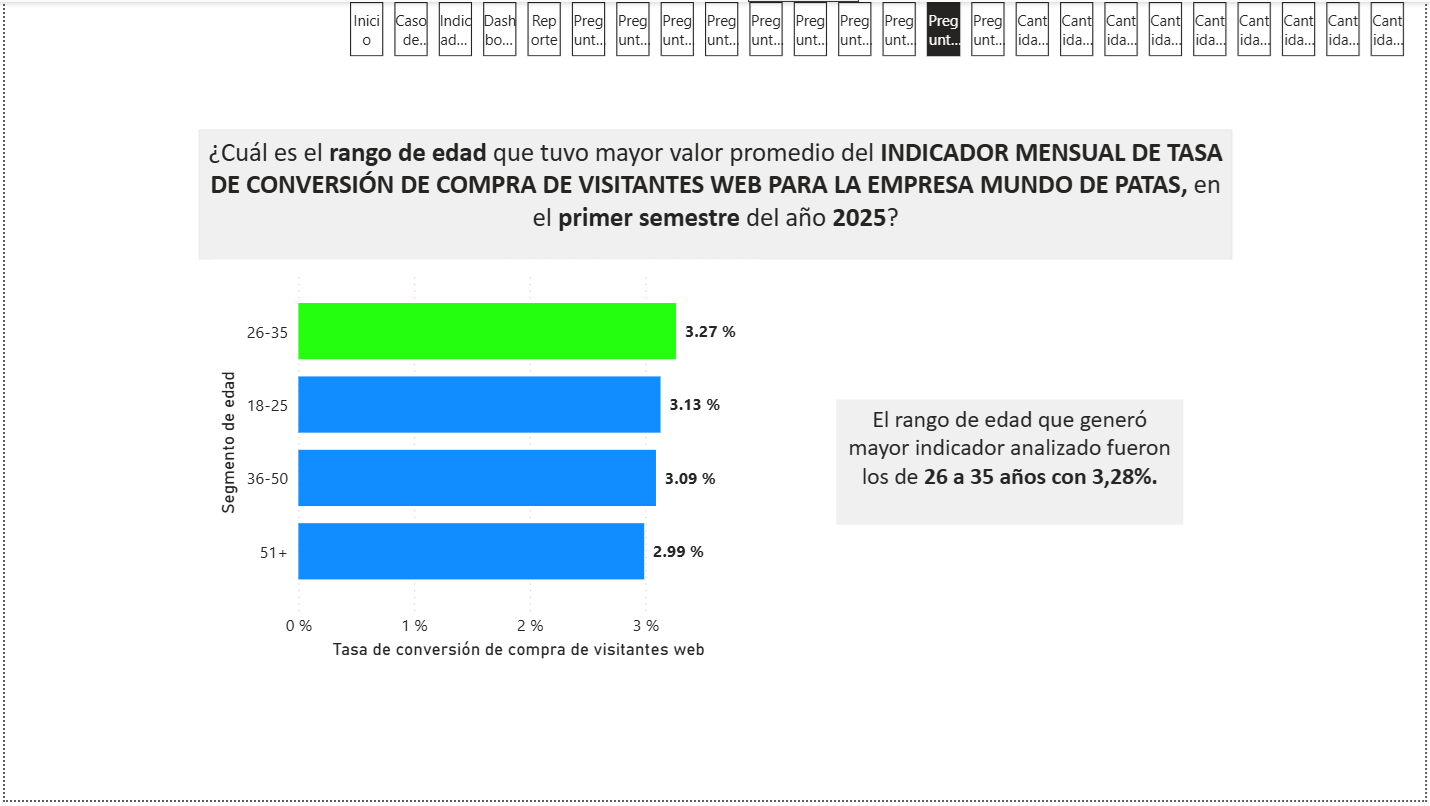 Inici Caso Indic Dash Rep Preg Preg Preg Preg Preg Preg Preg Preg Preg Preg Cant Cant Cant Cant Cant Cant Cant Cant Cant
o de... ad... bo... orte unt... unt... unt... unt... unt... unt... unt... unt... unt... unt... ida... ida... ida... ida... ida... ida... ida... ida... ida...
¿Cuál es el rango de edad que tuvo mayor valor promedio del INDICADOR MENSUAL DE TASA
DE CONVERSIÓN DE COMPRA DE VISITANTES WEB PARA LA EMPRESA MUNDO DE PATAS, en
el primer semestre del año 2025?
Segmento de edad
26-35 3.27 %
18-25 3.13 %
36-50 3.09 %
51+ 2.99 %
0 % 1 % 2 % 3 %
Tasa de conversión de compra de visitantes web
El rango de edad que generó
mayor indicador analizado fueron
los de 26 a 35 años con 3,28%.